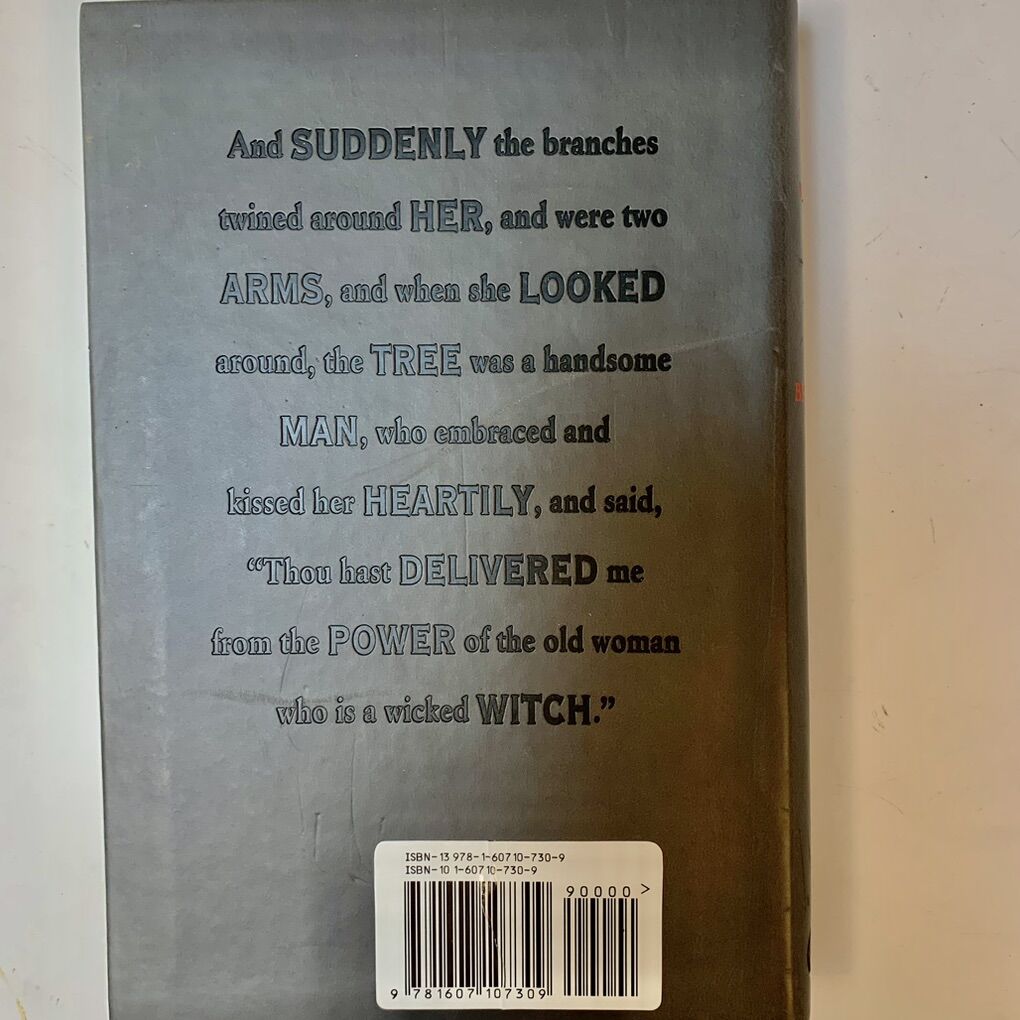 And SUDDENLY the branches
twined around HER, and were two
ARMS, and when she LOOKED
around, the TREE was a handsome
MAN, who embraced and
kissed her HEARTILY, and said,
“Thou hast DELIVERED me
from the POWER of the old woman
who is a wicked WITCH.”
ISBN-13 978-1-60710-730-9
ISBN-10 1-60710-730-9
90000 >
9 781607 107309